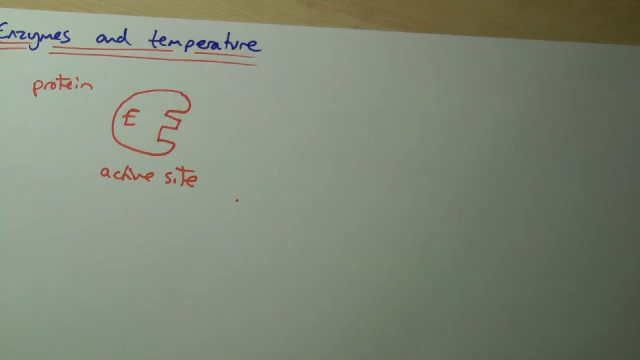 Enzymes and temperature
protein
E
active site